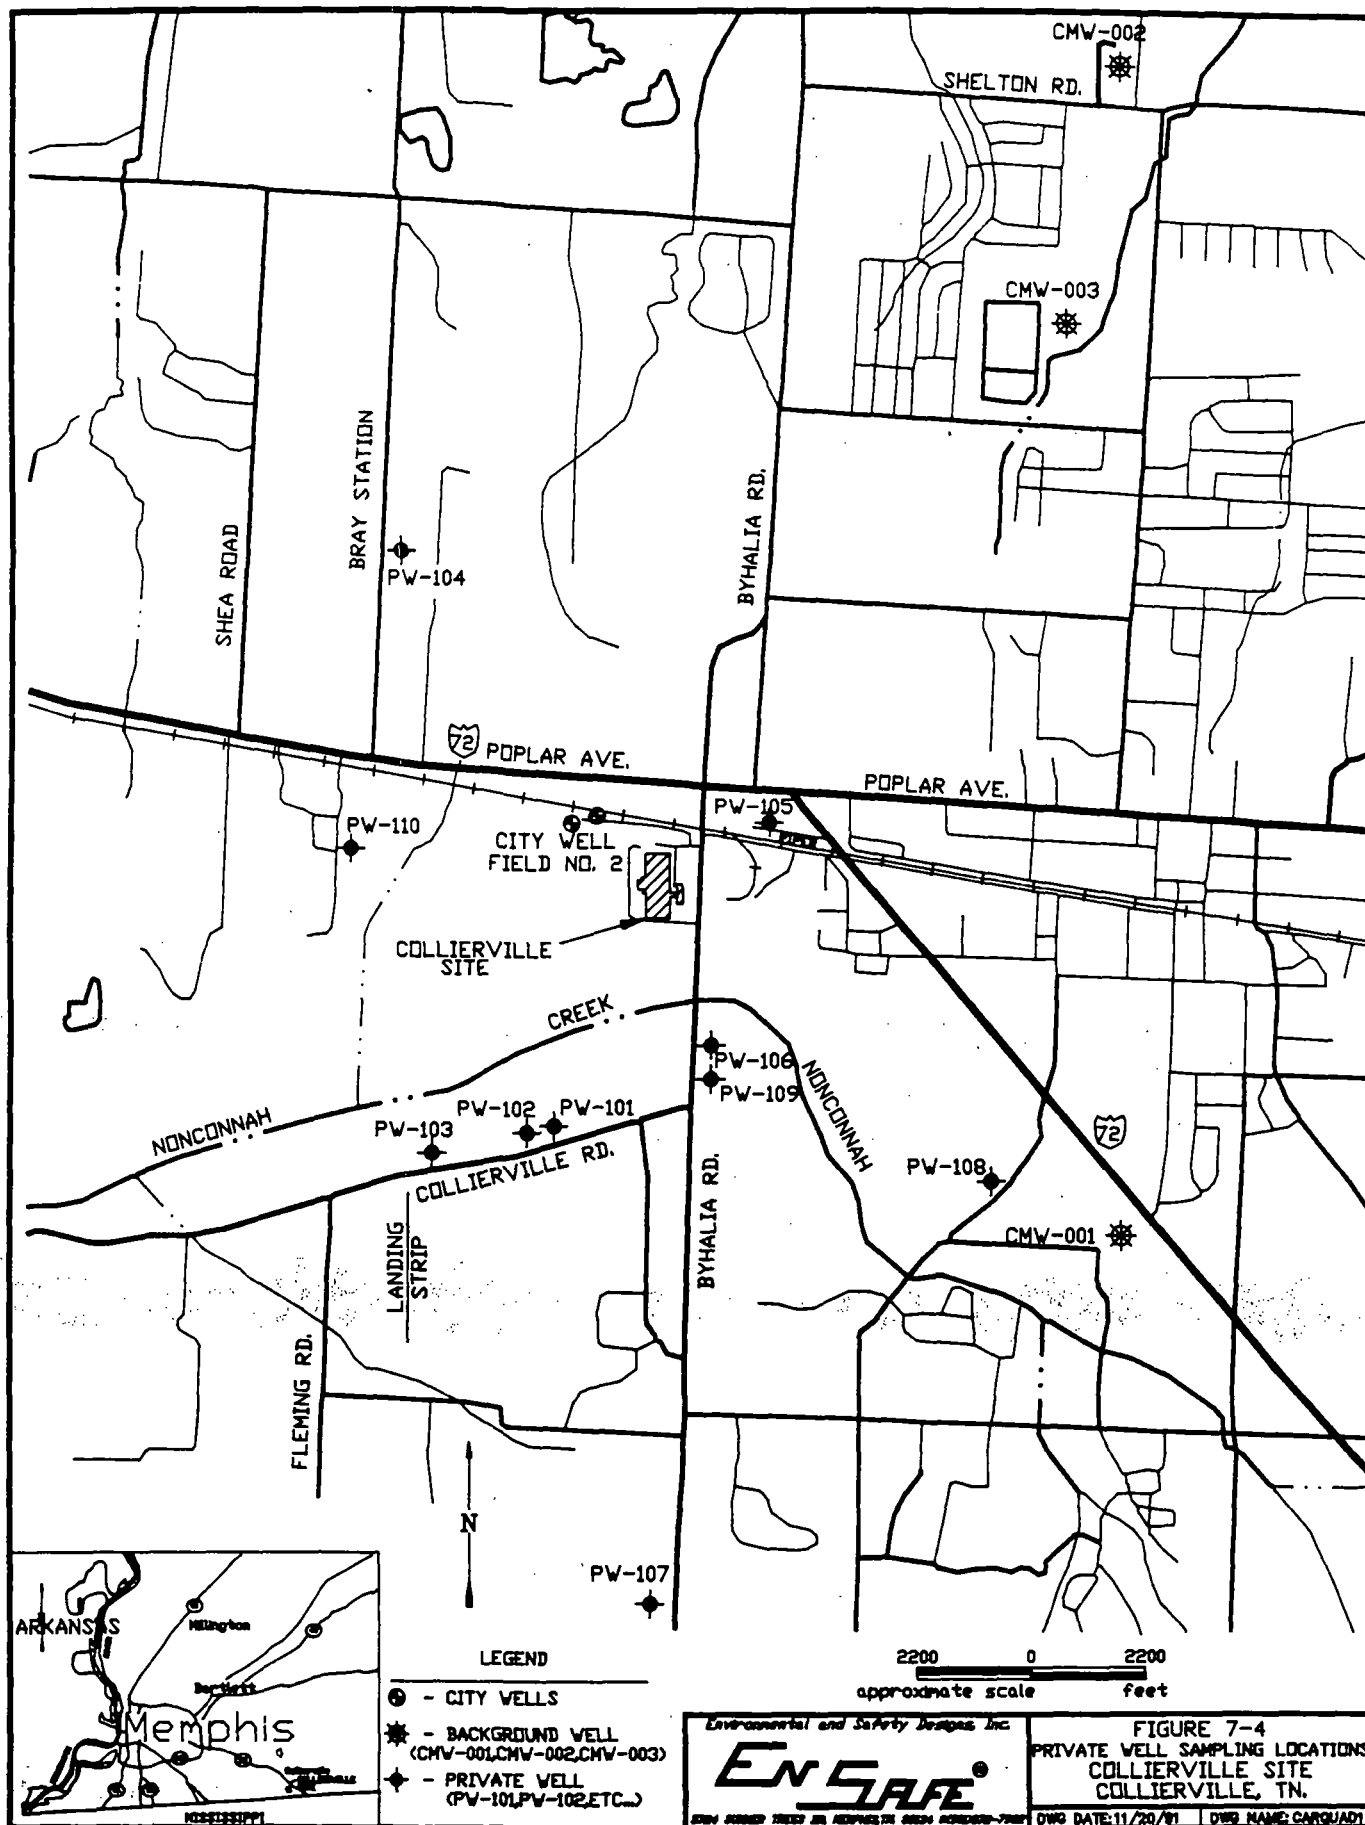 CMW-002
SHELTON RD.
CMW-003
BRAY STATION
SHEA ROAD
BYHALIA RD.
PW-104
72
POPLAR AVE.
POPLAR AVE.
PW-105
PW-110
CITY WELL
FIELD NO. 2
COLLIERVILLE
SITE
CREEK
NONCONNAH
PW-106
PW-109
NONCONNAH
PW-102
PW-101
PW-103
COLLIERVILLE RD.
72
PW-108
CMW-001
BYHALIA RD.
LANDING
STRIP
FLEMING RD.
N
PW-107
ARKANSAS
Millington
Bartlett
Memphis
MISSISSIPPI
LEGEND
- CITY WELLS
- BACKGROUND WELL
(CMW-001,CMW-002,CMW-003)
- PRIVATE WELL
(PW-101,PW-102,ETC...)
2200 0 2200
approximate scale feet
Environmental and Safety Designs, Inc.
ENSAFE
FIGURE 7-4
PRIVATE WELL SAMPLING LOCATIONS
COLLIERVILLE SITE
COLLIERVILLE, TN.
DWG DATE:11/20/91
DWG NAME: CARQUAD1